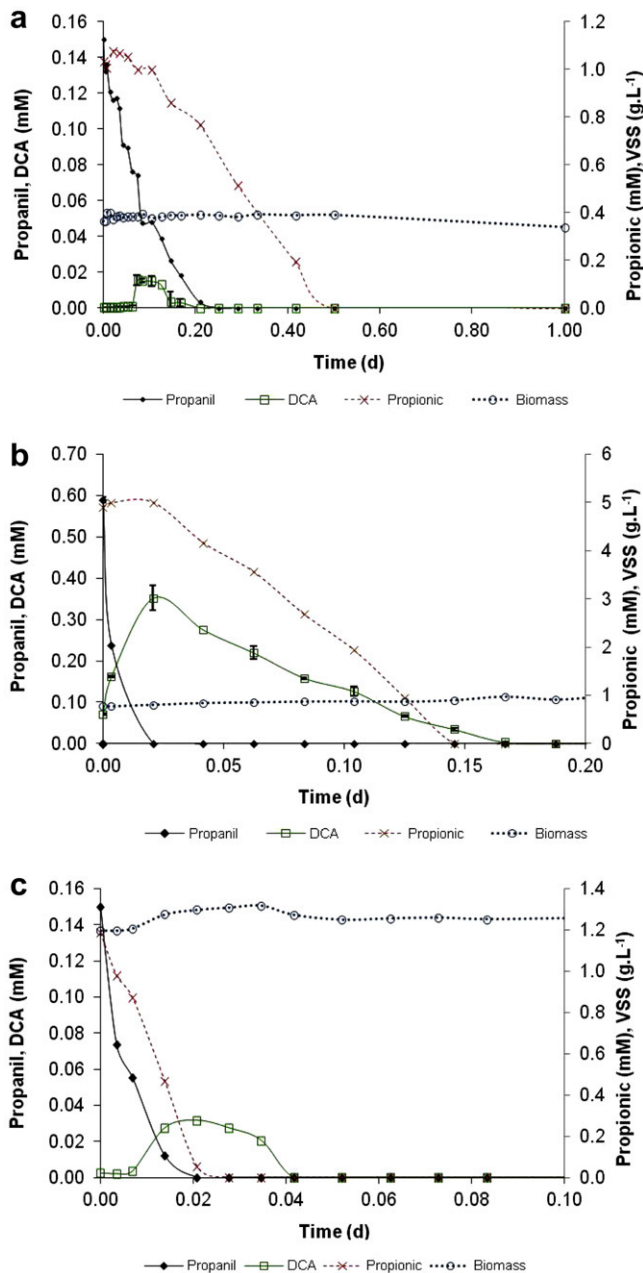 a
0.16 0.14 0.12 0.10 0.08 0.06 0.04 0.02 0.00
Propanil, DCA (mM)
1.2 1.0 0.8 0.6 0.4 0.2 0.0
Propionic (mM),VSS (g.L-1)
0.00 0.20 0.40 0.60 0.80 1.00
Time (d)
Propanil DCA Propionic Biomass
b
0.70 0.60 0.50 0.40 0.30 0.20 0.10 0.00
Propanil, DCA (mM)
6 5 4 3 2 1 0
Propionic (mM), VSS (g.L-1)
0.00 0.05 0.10 0.15 0.20
Time (d)
Propanil DCA Propionic Biomass
c
0.16 0.14 0.12 0.10 0.08 0.06 0.04 0.02 0.00
Propanil, DCA (mM)
1.4 1.2 1.0 0.8 0.6 0.4 0.2 0.0
Propionic (mM), VSS (g.L-1)
0.00 0.02 0.04 0.06 0.08 0.10
Time (d)
Propanil DCA Propionic Biomass